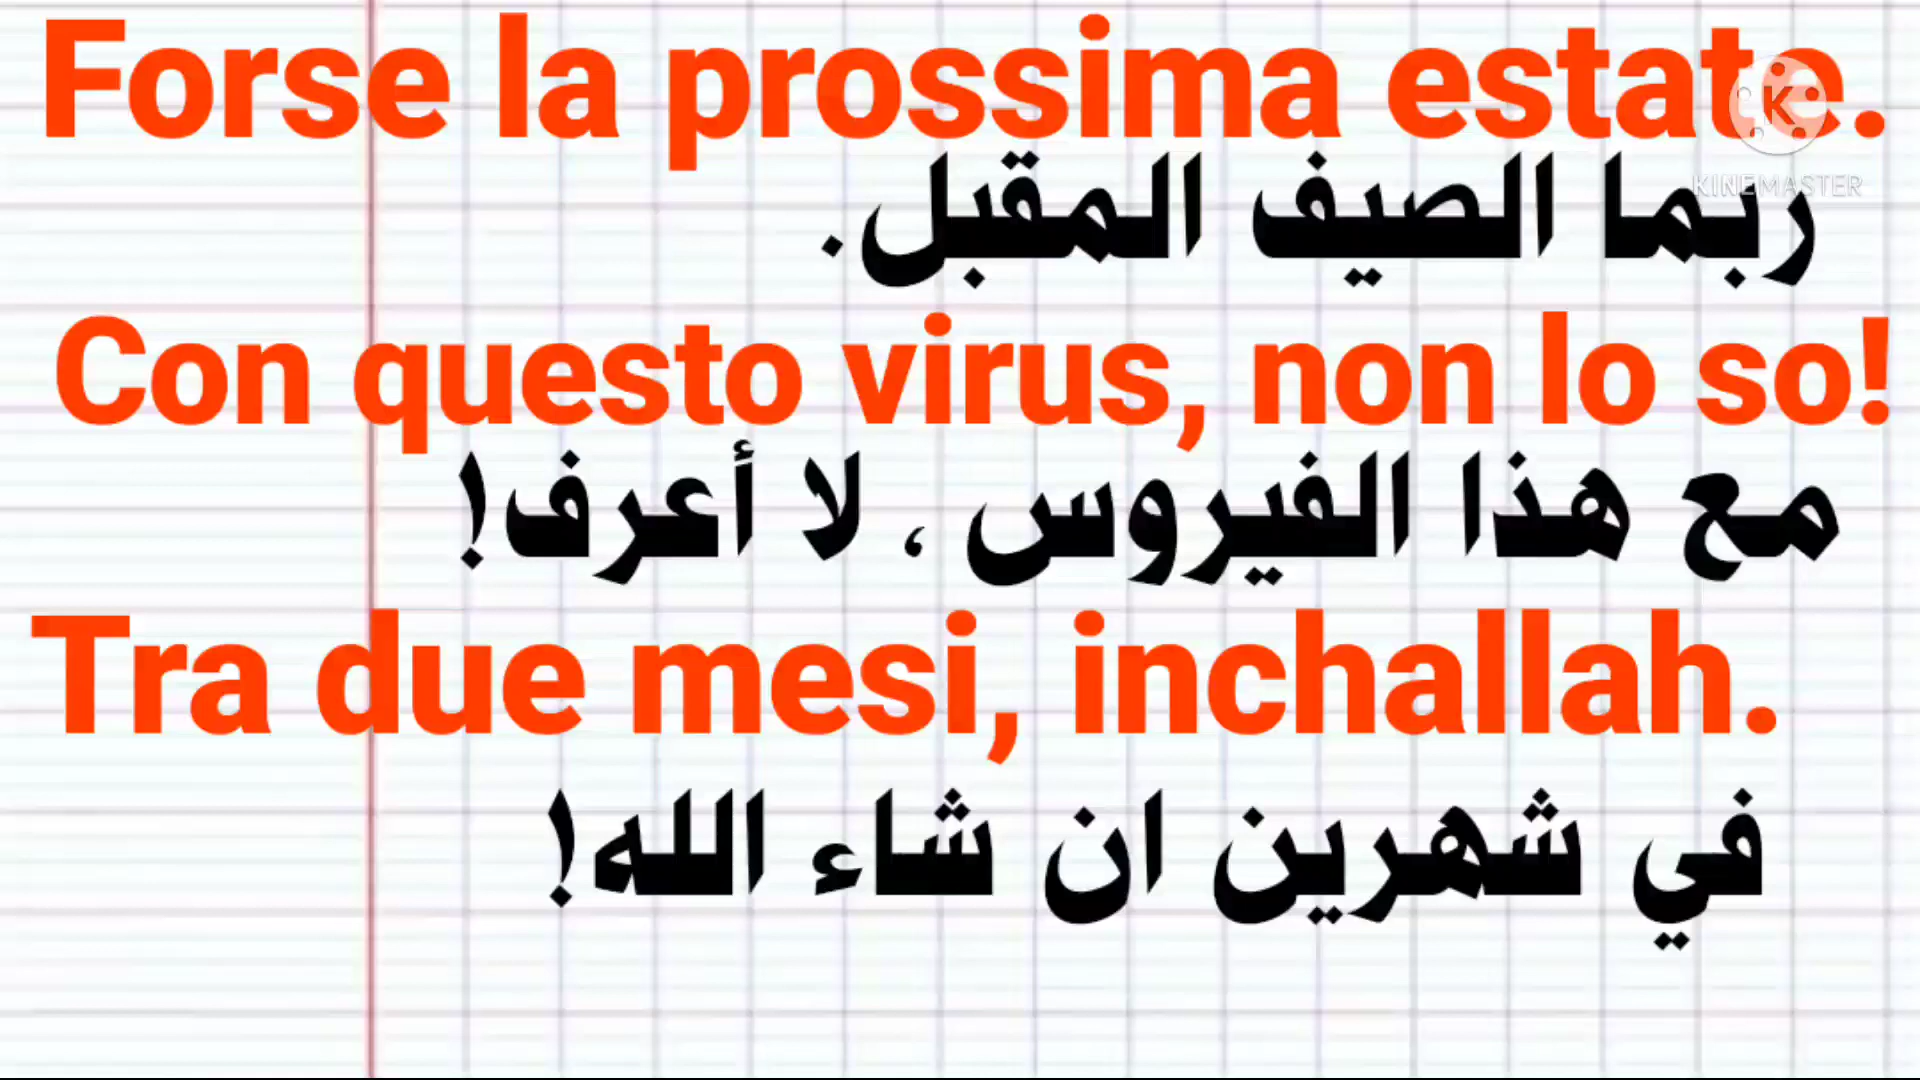 Forse la prossima estate.
K
KINEMASTER
ربما الصيف المقبل.
Con questo virus, non lo so!
مع هذا الفيروس ، لا أعرف!
Tra due mesi, inchallah.
في شهرين ان شاء الله!